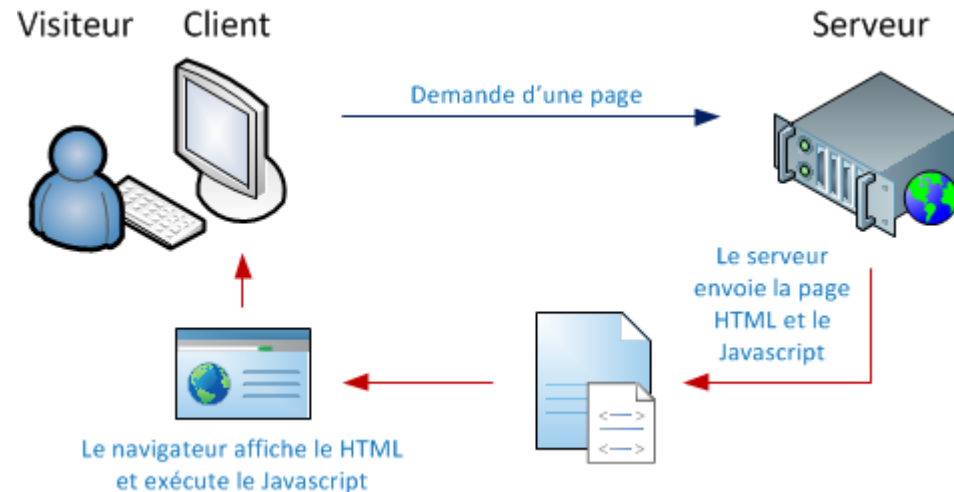 Visiteur
Client
Serveur
Demande d'une page
Le serveur
envoie la page
HTML et le
Javascript
<—>
<—>
Le navigateur affiche le HTML
et exécute le Javascript